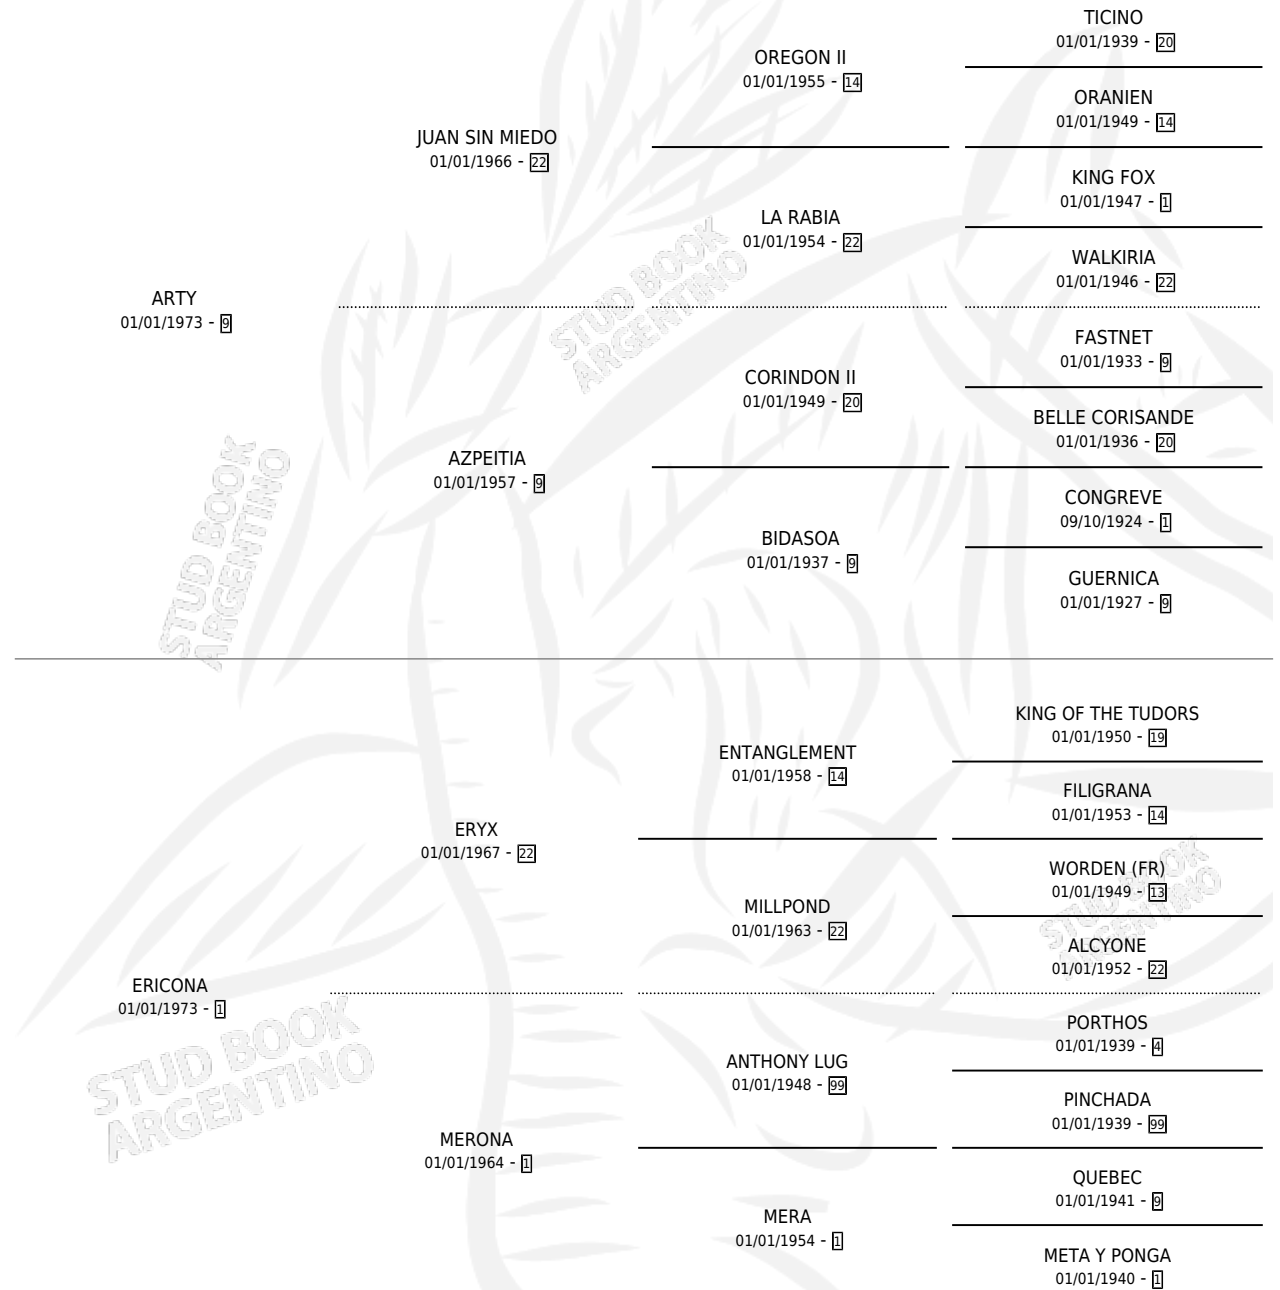 TICINO
01/01/1939 - 20
OREGON II
01/01/1955 - 14
ORANIEN
01/01/1949 - 14
JUAN SIN MIEDO
01/01/1966 - 22
KING FOX
01/01/1947 - 1
LA RABIA
01/01/1954 - 22
WALKIRIA
01/01/1946 - 22
ARTY
01/01/1973 - 9
FASTNET
01/01/1933 - 9
CORINDON II
01/01/1949 - 20
BELLE CORISANDE
01/01/1936 - 20
AZPEITIA
01/01/1957 - 9
CONGREVE
09/10/1924 - 1
BIDASOA
01/01/1937 - 9
GUERNICA
01/01/1927 - 9
STUD BOOK
ARGENTINO
STUD BOOK
ARGENTINO
KING OF THE TUDORS
01/01/1950 - 19
ENTANGLEMENT
01/01/1958 - 14
FILIGRANA
01/01/1953 - 14
ERYX
01/01/1967 - 22
WORDEN (FR)
01/01/1949 - 13
MILLPOND
01/01/1963 - 22
ALCYONE
01/01/1952 - 22
ERICONA
01/01/1973 - 1
PORTHOS
01/01/1939 - 4
ANTHONY LUG
01/01/1948 - 99
PINCHADA
01/01/1939 - 99
MERONA
01/01/1964 - 1
QUEBEC
01/01/1941 - 9
MERA
01/01/1954 - 1
META Y PONGA
01/01/1940 - 1
STUD BOOK
ARGENTINO
STUD BOOK
ARGENTINO